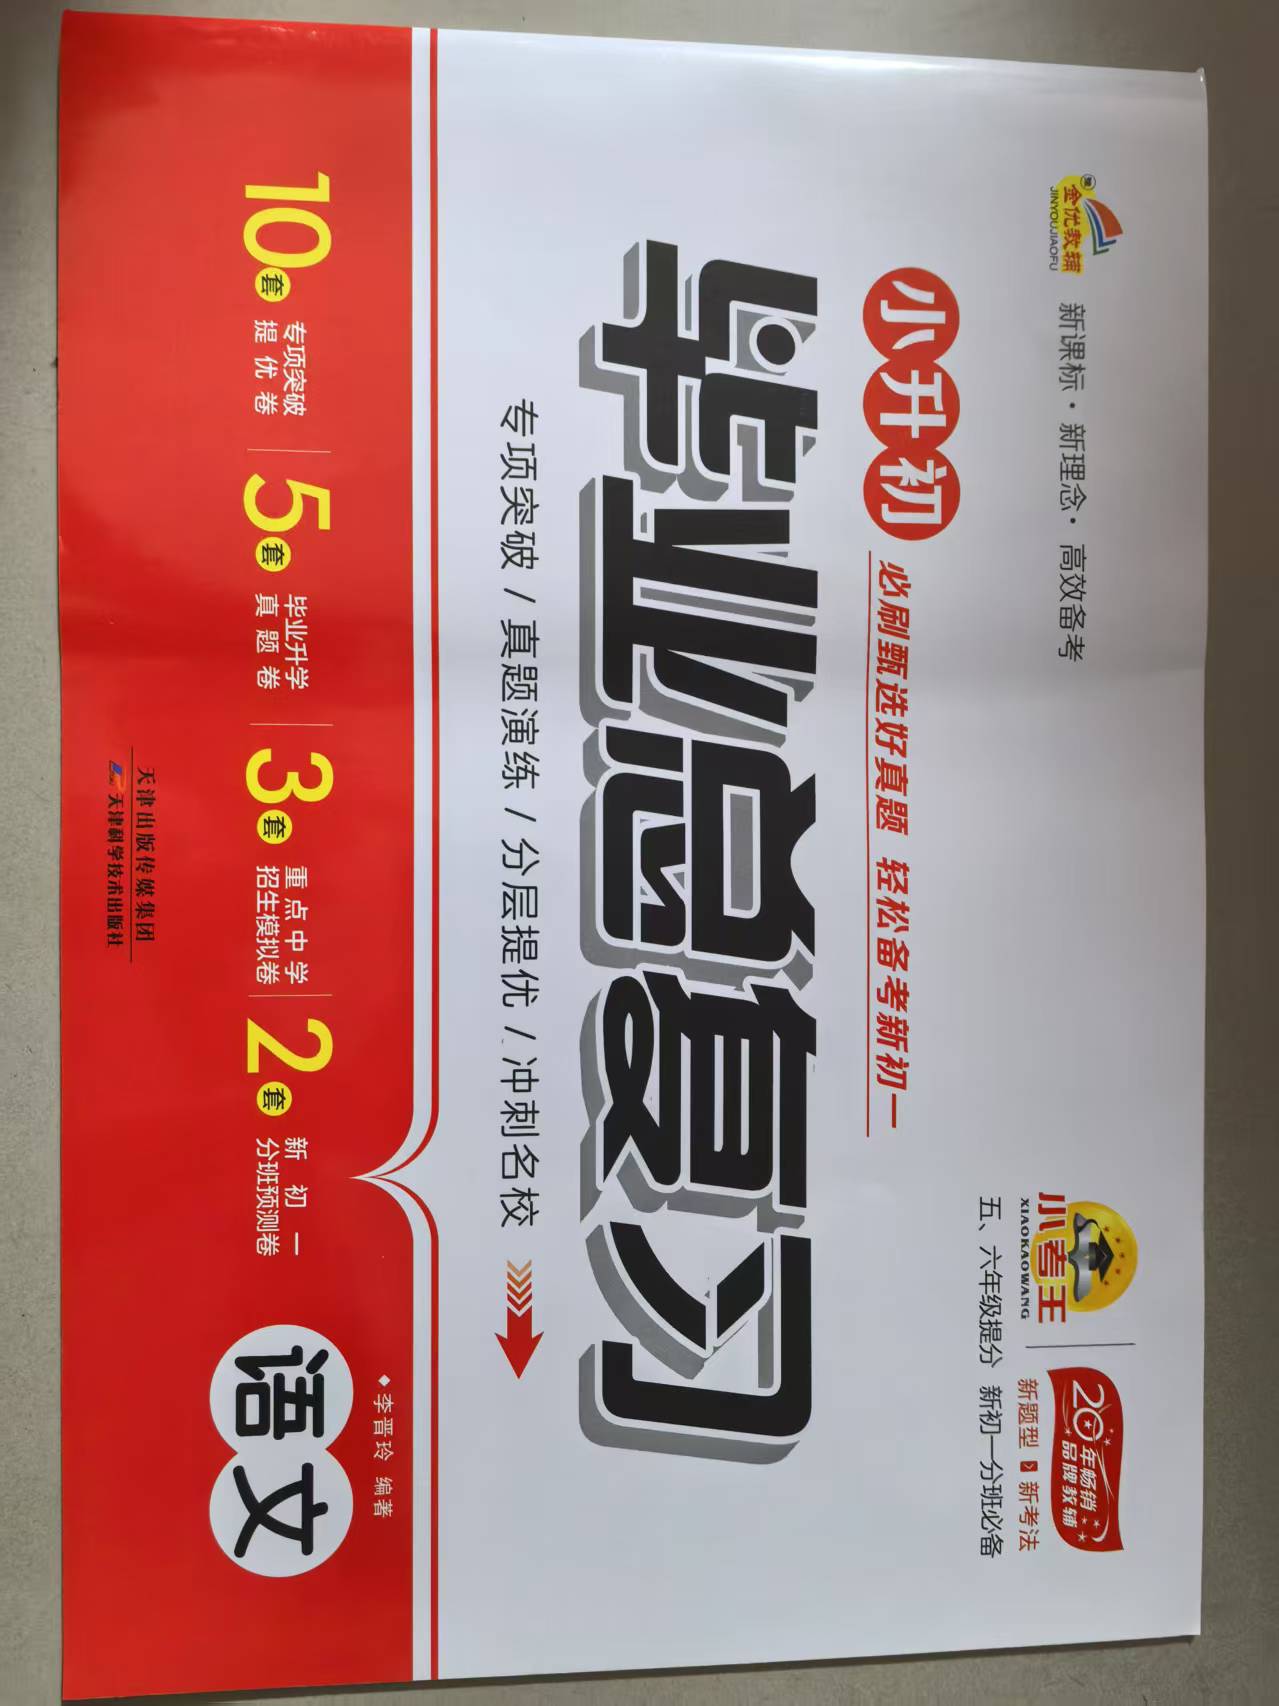 金优教辅
JINYOUJIAOFU
新课标·新理念·高效备考
小考王
XIAOKAOWANG
20年畅销
品牌教辅
新题型 新考法
五、六年级提分 新初一分班必备
小升初
必刷甄选好真题 轻松备考新初一
毕业总复习
专项突破/真题演练/分层提优/冲刺名校
李晋玲 编著
10套 专项突破
提优卷
5套 毕业升学
真题卷
3套 重点中学
招生模拟卷
2套 新初一
分班预测卷
语文
天津出版传媒集团
天津科学技术出版社